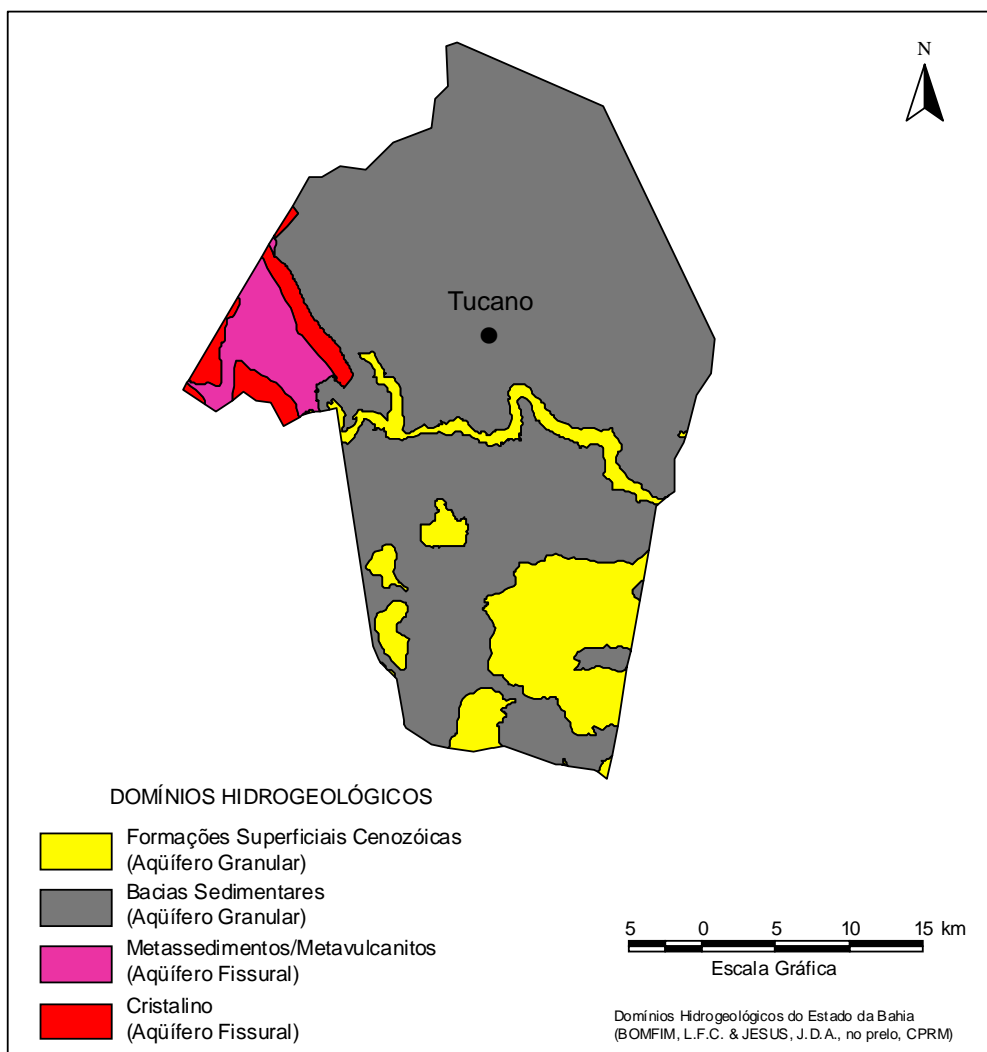 N
Tucano
DOMÍNIOS HIDROGEOLÓGICOS
Formações Superficiais Cenozóicas
(Aqüífero Granular)
Bacias Sedimentares
(Aqüífero Granular)
Metassedimentos/Metavulcanitos
(Aqüífero Fissural)
Cristalino
(Aqüífero Fissural)
5 0 5 10 15 km
Escala Gráfica
Domínios Hidrogeológicos do Estado da Bahia
(BOMFIM, L.F.C. & JESUS, J.D.A., no prelo, CPRM)